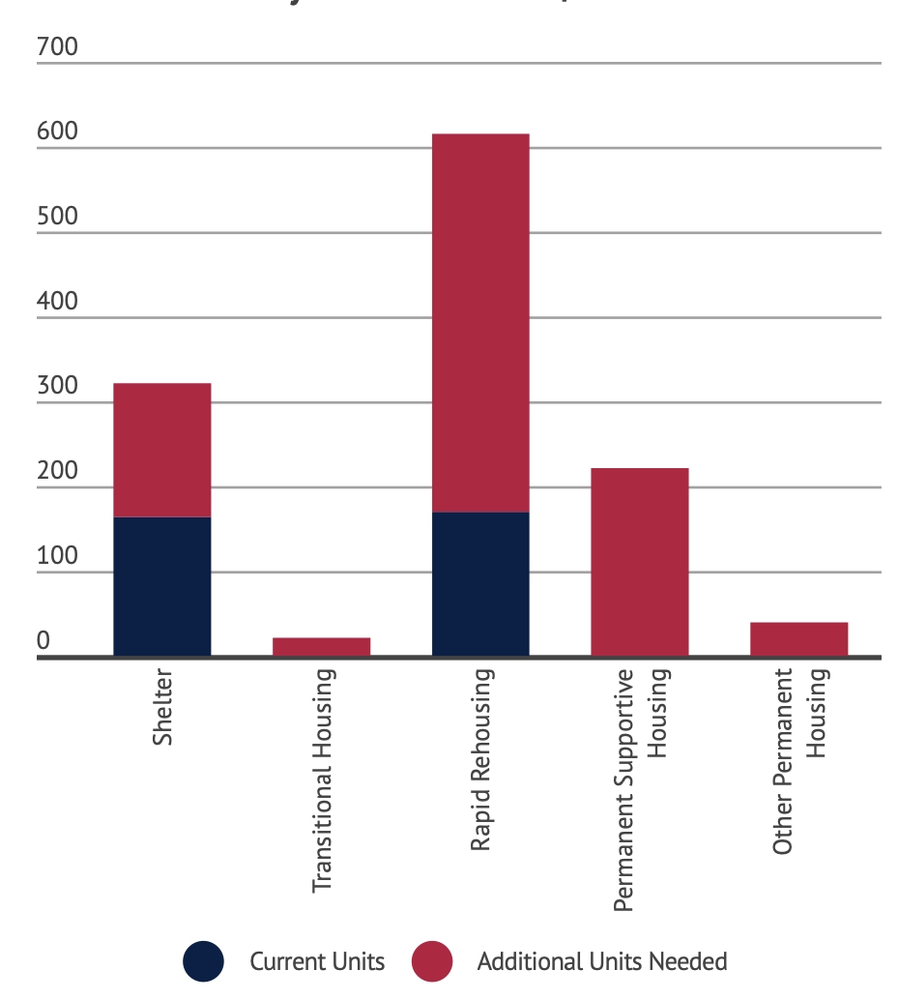 700
600
500
400
300
200
100
0
Shelter
Transitional Housing
Rapid Rehousing
Permanent Supportive
Housing
Other Permanent
Housing
Current Units
Additional Units Needed